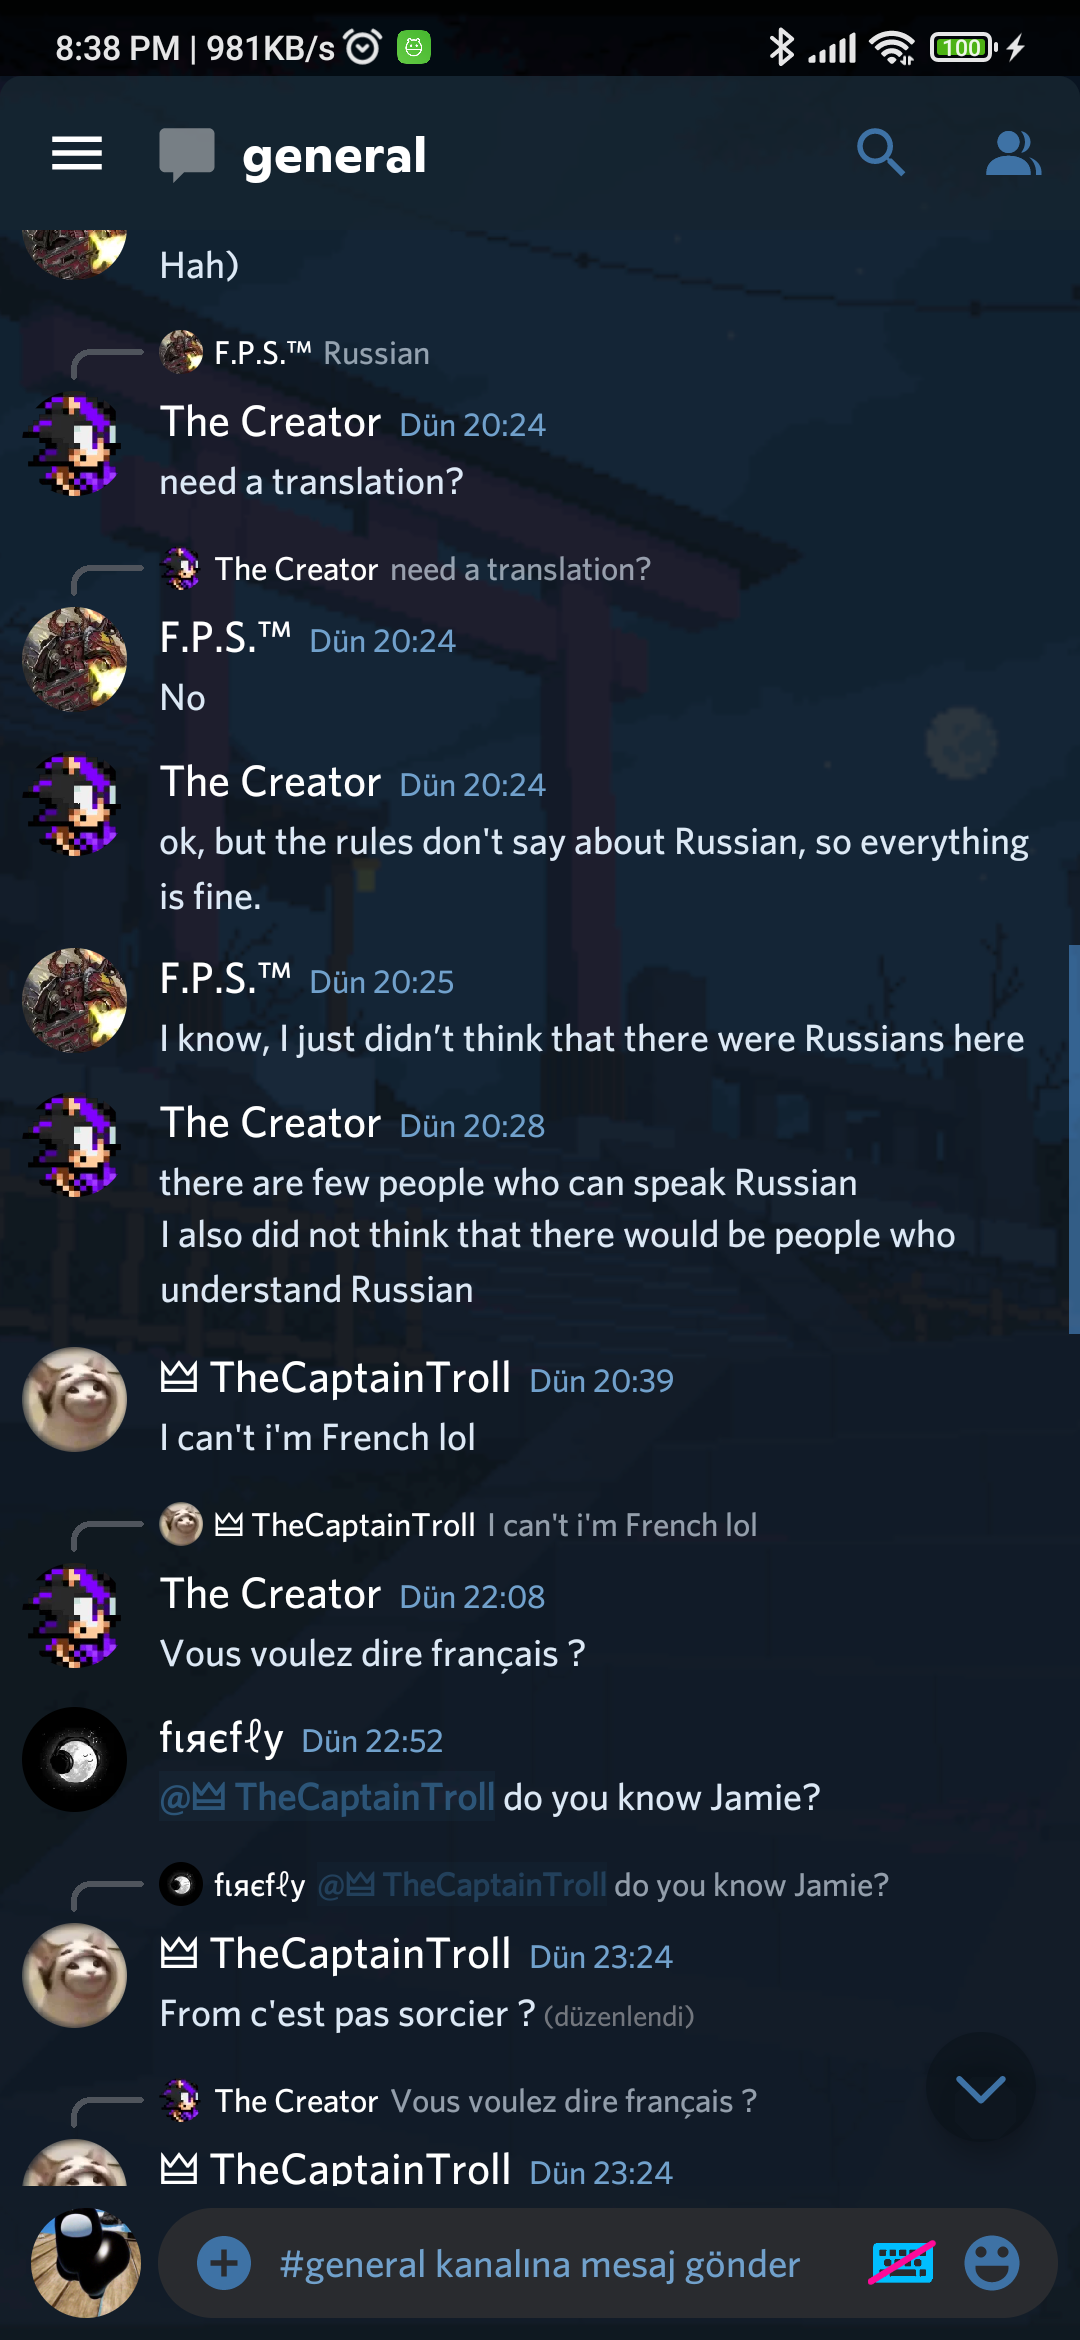 8:38 PM | 981KB/s
100
general
Hah)
F.P.S.™ Russian
The Creator Dün 20:24
need a translation?
The Creator need a translation?
F.P.S.™ Dün 20:24
No
The Creator Dün 20:24
ok, but the rules don't say about Russian, so everything
is fine.
F.P.S.™ Dün 20:25
I know, I just didn’t think that there were Russians here
The Creator Dün 20:28
there are few people who can speak Russian
I also did not think that there would be people who
understand Russian
TheCaptainTroll Dün 20:39
I can't i'm French lol
TheCaptainTroll I can't i'm French lol
The Creator Dün 22:08
Vous voulez dire français ?
fιяєfℓy Dün 22:52
@TheCaptainTroll do you know Jamie?
fιяєfℓy @TheCaptainTroll do you know Jamie?
TheCaptainTroll Dün 23:24
From c'est pas sorcier ? (düzenlendi)
The Creator Vous voulez dire français ?
TheCaptainTroll Dün 23:24
#general kanalına mesaj gönder